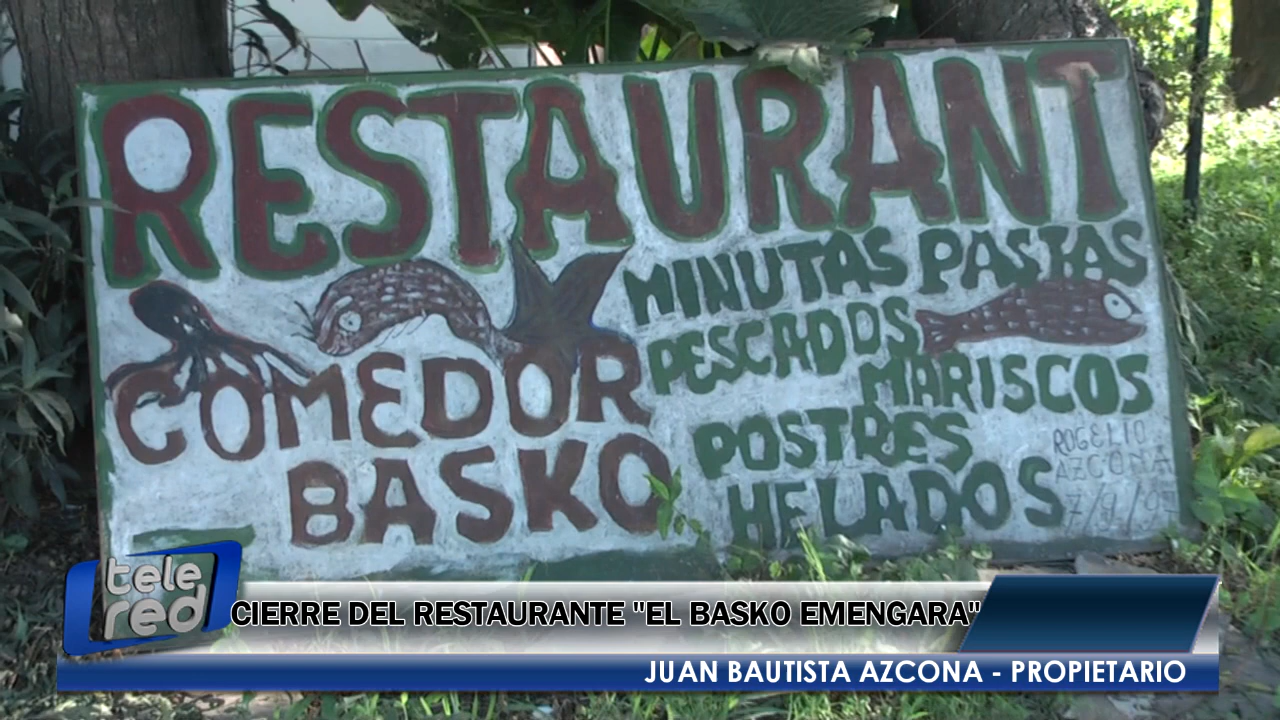 RESTAURANT
COMEDOR
BASKO
MINUTAS PASTAS
PESCADOS
MARISCOS
POSTRES
HELADOS
ROGELIO
AZCONA
tele
red
CIERRE DEL RESTAURANTE "EL BASKO EMENGARA"
JUAN BAUTISTA AZCONA - PROPIETARIO